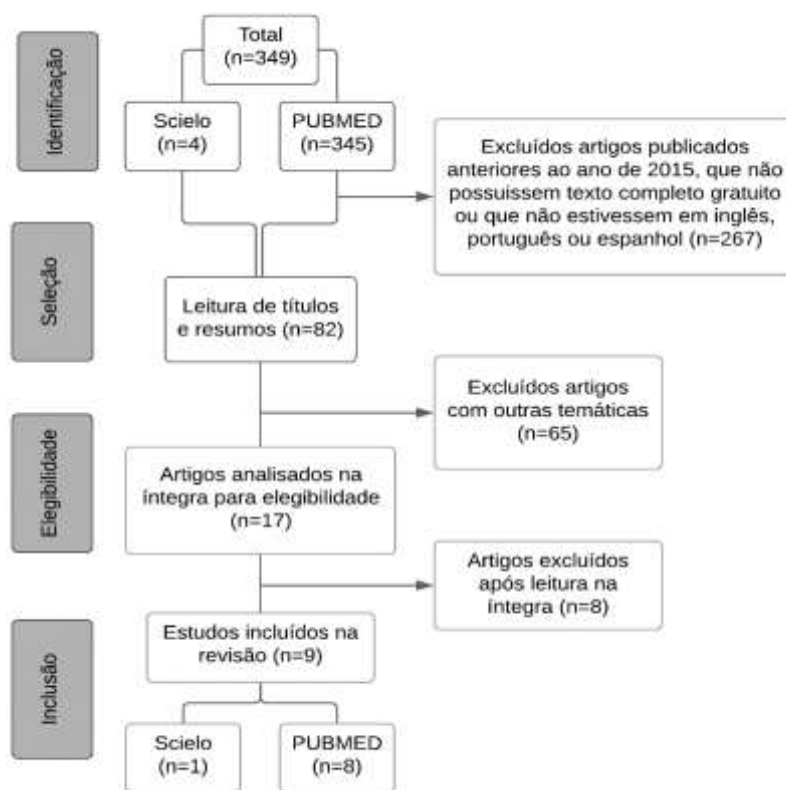 Identificação
Total
(n=349)
Scielo
(n=4)
PUBMED
(n=345)
Excluídos artigos publicados
anteriores ao ano de 2015, que não
possuissem texto completo gratuito
ou que não estivessem em inglês,
português ou espanhol (n=267)
Seleção
Leitura de títulos
e resumos (n=82)
Excluídos artigos
com outras temáticas
(n=65)
Elegibilidade
Artigos analisados na
íntegra para elegibilidade
(n=17)
Artigos excluídos
após leitura na
íntegra (n=8)
Inclusão
Estudos incluídos na
revisão (n=9)
Scielo
(n=1)
PUBMED
(n=8)